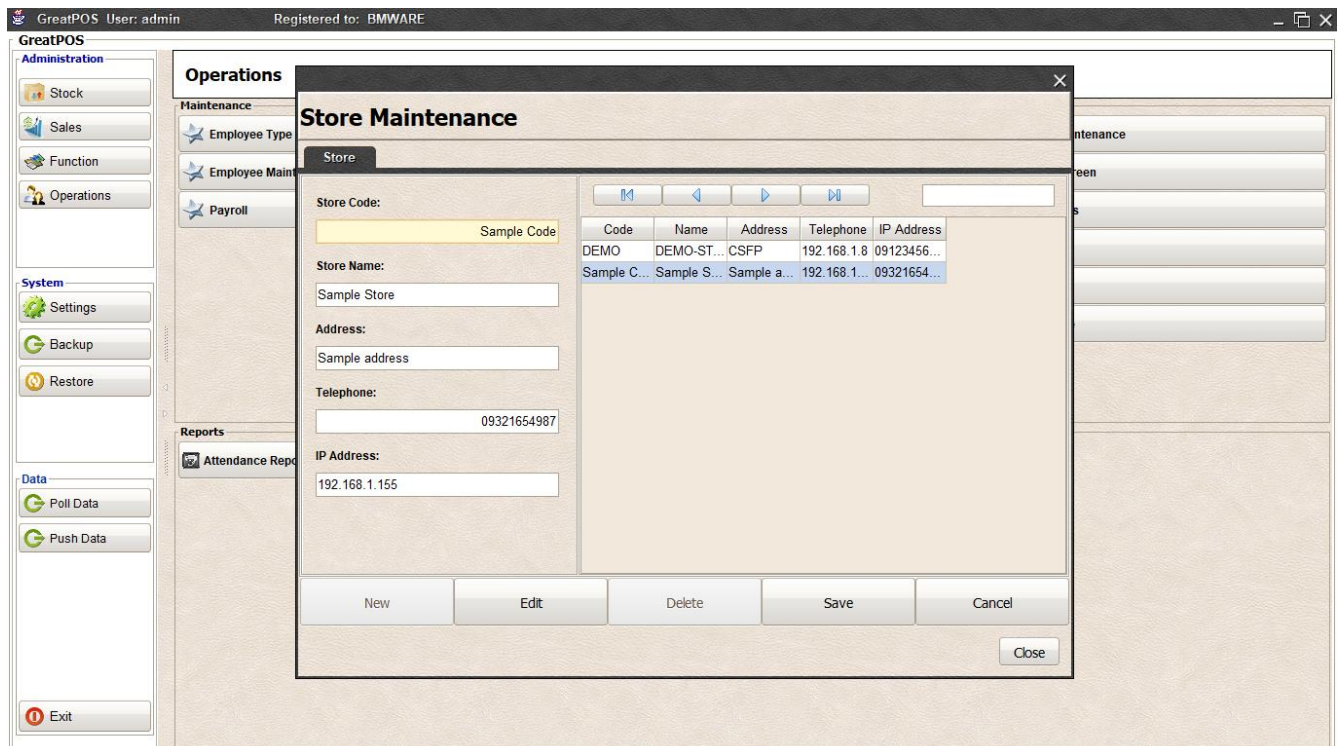 GreatPOS User: admin Registered to: BMWARE
GreatPOS
Administration
Stock
Sales
Function
Operations
System
Settings
Backup
Restore
Data
Poll Data
Push Data
Exit
Operations
Maintenance
Employee Type
Employee Maint
Payroll
Reports
Attendance Repo
ntenance
reen
s
Store Maintenance
Store
Store Code:
Sample Code
Store Name:
Sample Store
Address:
Sample address
Telephone:
09321654987
IP Address:
192.168.1.155
Code Name Address Telephone IP Address
DEMO DEMO-ST... CSFP 192.168.1.8 09123456...
Sample C... Sample S... Sample a... 192.168.1... 09321654...
New Edit Delete Save Cancel
Close